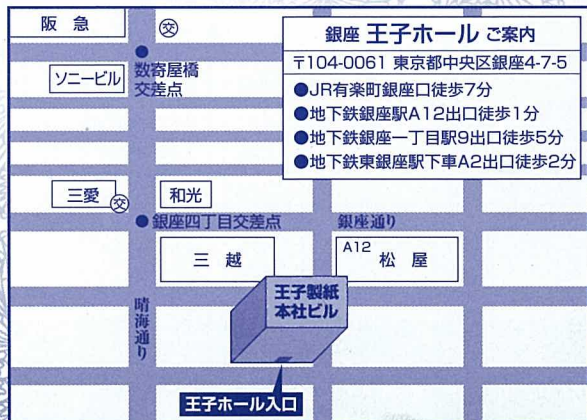 阪急
交
銀座 王子ホール ご案内
〒104-0061 東京都中央区銀座4-7-5
●JR有楽町銀座口徒歩7分
●地下鉄銀座駅A12出口徒歩1分
●地下鉄銀座一丁目駅9出口徒歩5分
●地下鉄東銀座駅下車A2出口徒歩2分
ソニービル
数寄屋橋
交差点
三愛
交
和光
銀座四丁目交差点
銀座通り
三越
A12
松屋
晴海通り
王子製紙
本社ビル
王子ホール入口